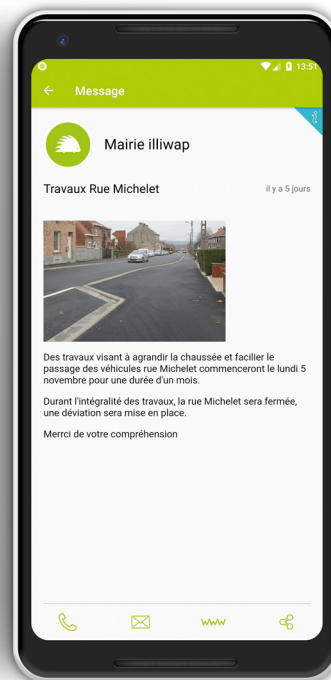 13:51
Message
Mairie illiwap
Travaux Rue Michelet
il y a 5 jours
Des travaux visant à agrandir la chaussée et facilier le
passage des véhicules rue Michelet commenceront le lundi 5
novembre pour une durée d'un mois.
Durant l'intégralité des travaux, la rue Michelet sera fermée,
une déviation sera mise en place.
Merrci de votre compréhension
www